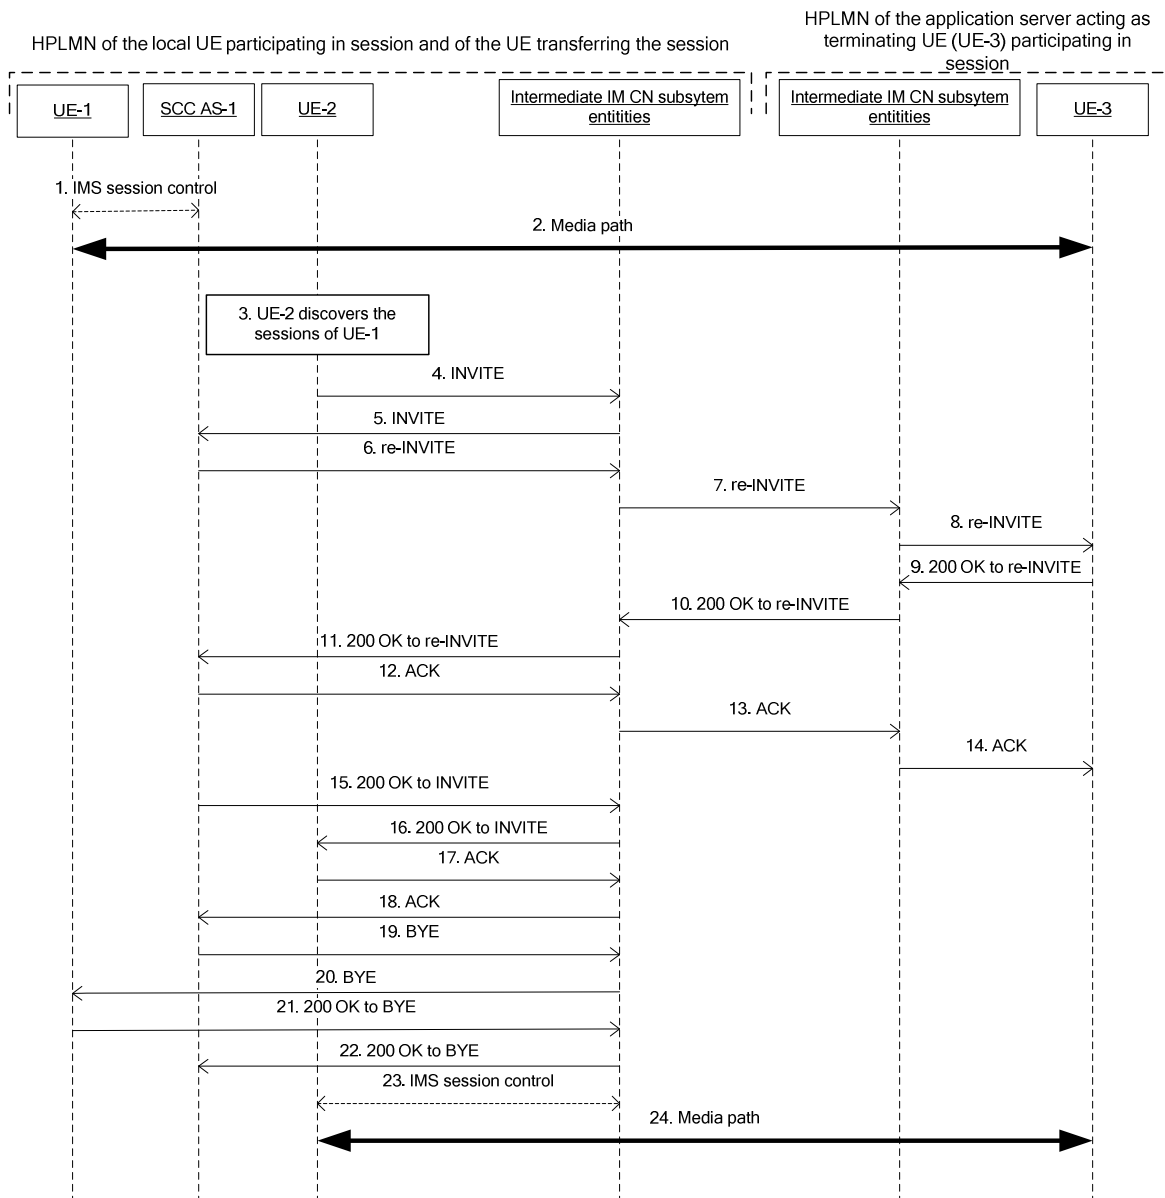 HPLMN of the local UE participating in session and of the UE transferring the session
HPLMN of the application server acting as
terminating UE (UE-3) participating in
session
UE-1
SCC AS-1
UE-2
Intermediate IM CN subsytem
entitities
Intermediate IM CN subsytem
entitities
UE-3
1. IMS session control
2. Media path
3. UE-2 discovers the
sessions of UE-1
4. INVITE
5. INVITE
6. re-INVITE
7. re-INVITE
8. re-INVITE
9. 200 OK to re-INVITE
10. 200 OK to re-INVITE
11. 200 OK to re-INVITE
12. ACK
13. ACK
14. ACK
15. 200 OK to INVITE
16. 200 OK to INVITE
17. ACK
18. ACK
19. BYE
20. BYE
21. 200 OK to BYE
22. 200 OK to BYE
23. IMS session control
24. Media path